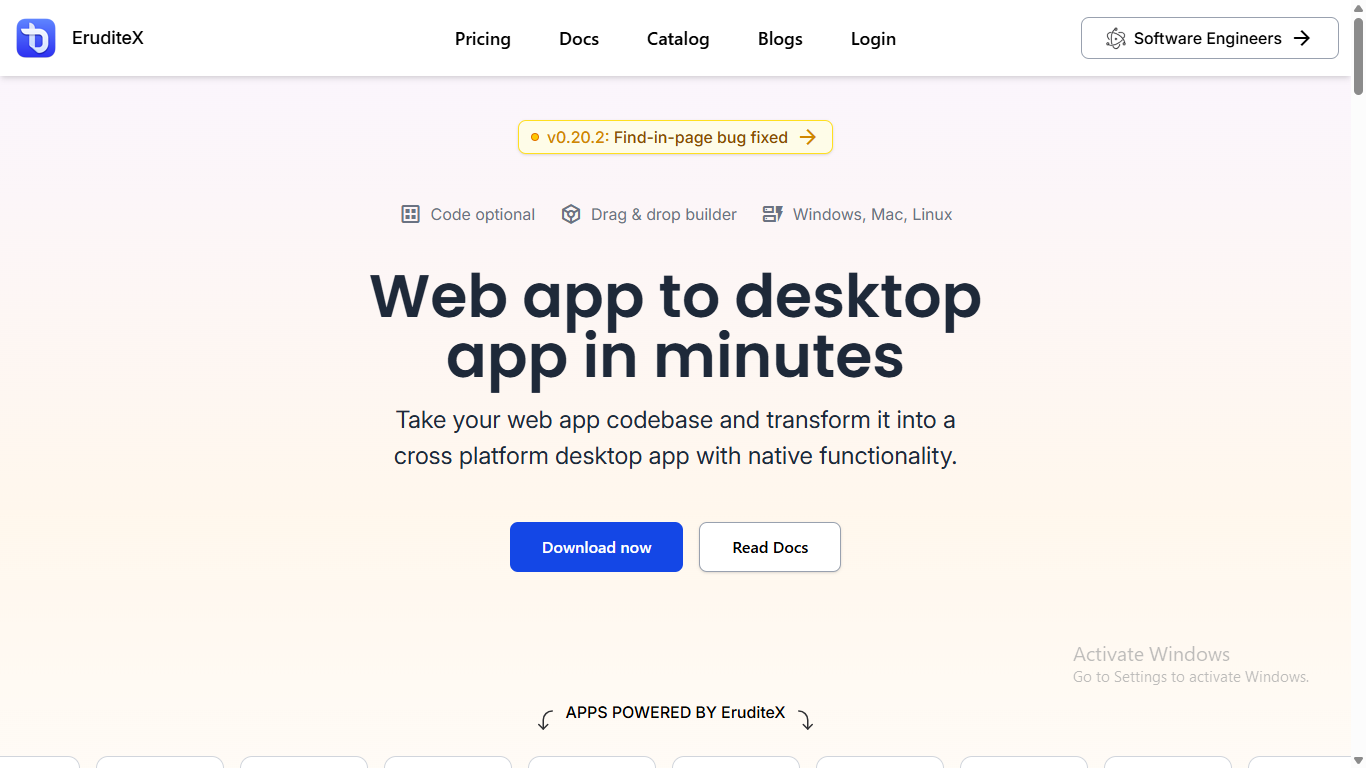 EruditeX
Pricing
Docs
Catalog
Blogs
Login
Software Engineers
v0.20.2: Find-in-page bug fixed
Code optional
Drag & drop builder
Windows, Mac, Linux
Web app to desktop
app in minutes
Take your web app codebase and transform it into a
cross platform desktop app with native functionality.
Download now
Read Docs
Activate Windows
Go to Settings to activate Windows.
APPS POWERED BY EruditeX